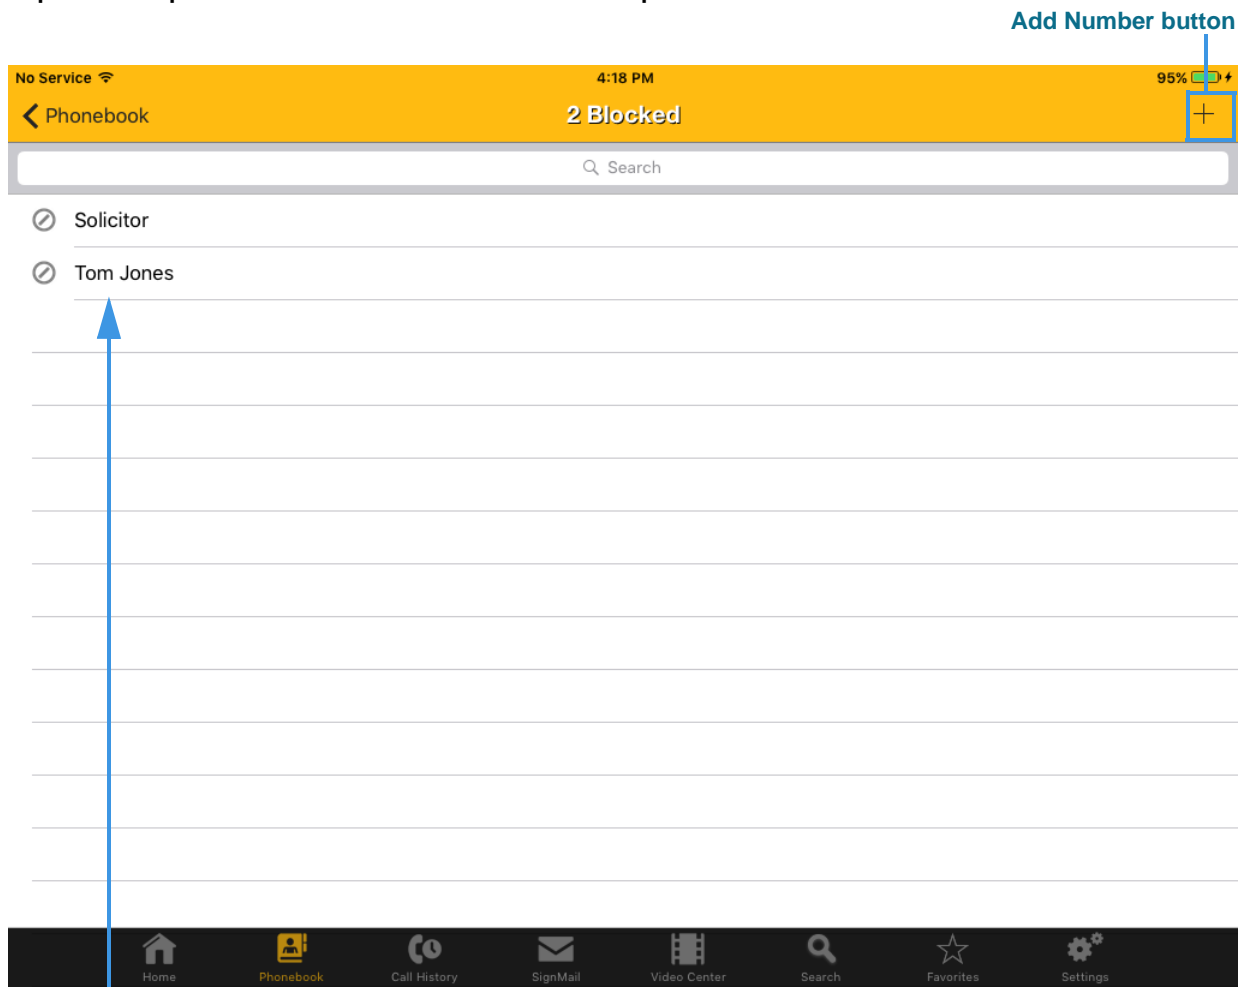 Add Number button
No Service 4:18 PM 95%
Phonebook 2 Blocked +
Search
Solicitor
Tom Jones
Home Phonebook Call History SignMail Video Center Search Favorites Settings